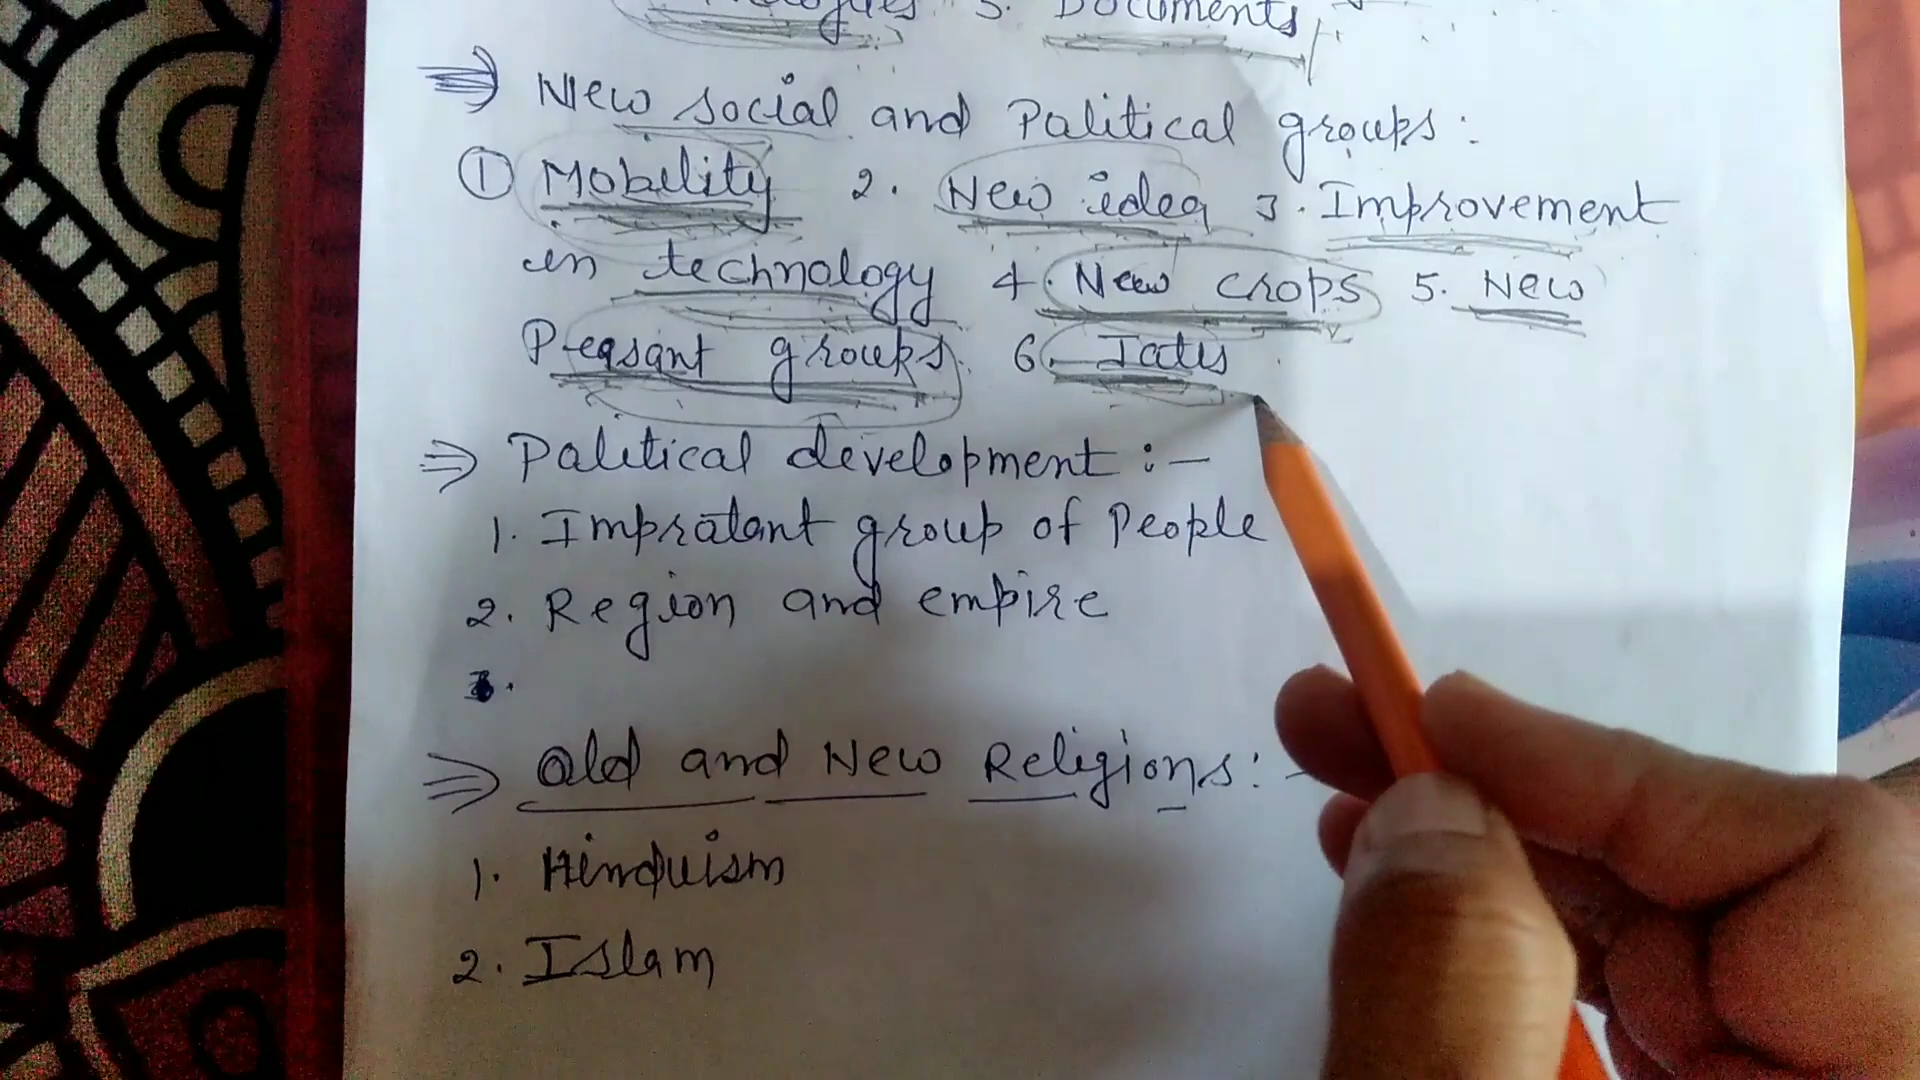 3. Documents
⇒ New social and Palitical groups:
① Mobility 2. New idea 3. Improvement
in technology 4. New crops 5. New
Peasant groups. 6. Jatis
⇒ Palitical development :-
1. Impratant group of People
2. Region and empire
⇒ Old and New Religions: -
1. Hinduism
2. Islam